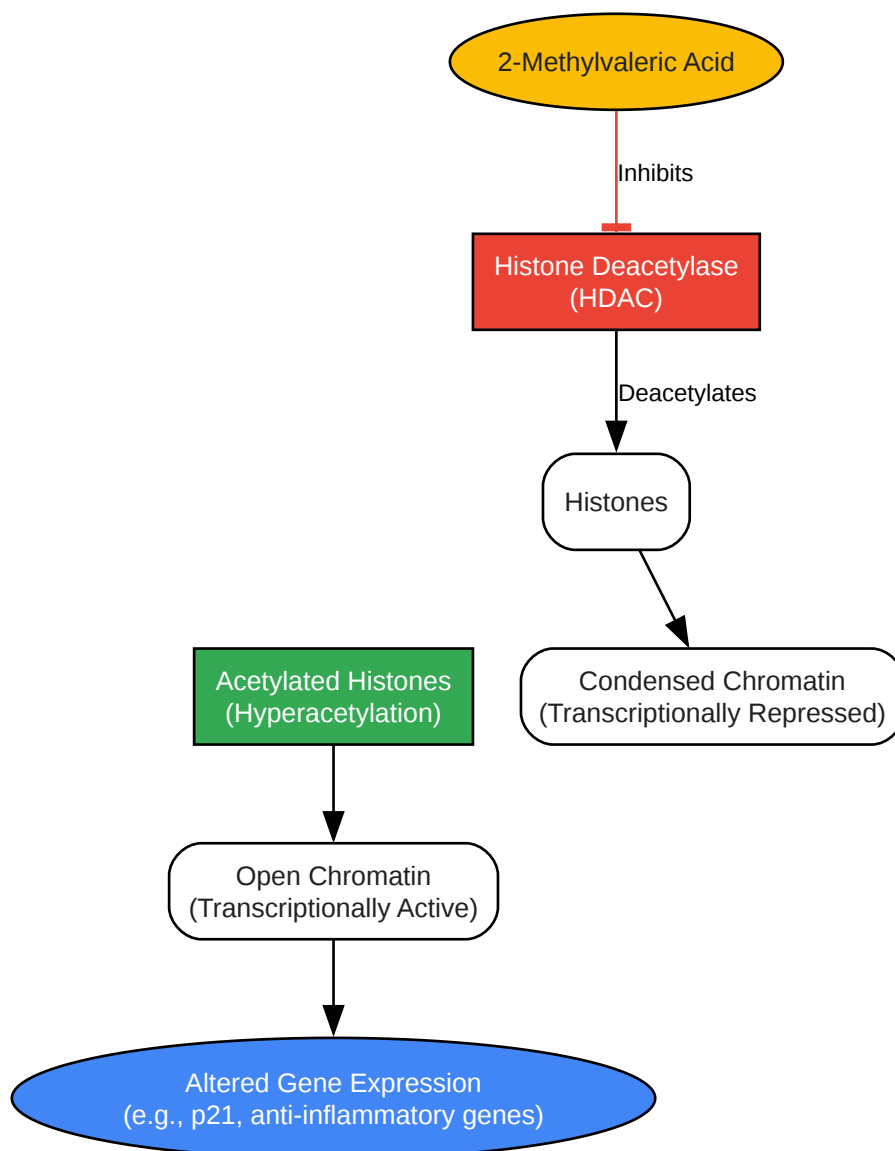 2-Methylvaleric Acid
Inhibits
Histone Deacetylase
(HDAC)
Deacetylates
Histones
Acetylated Histones
(Hyperacetylation)
Condensed Chromatin
(Transcriptionally Repressed)
Open Chromatin
(Transcriptionally Active)
Altered Gene Expression
(e.g., p21, anti-inflammatory genes)